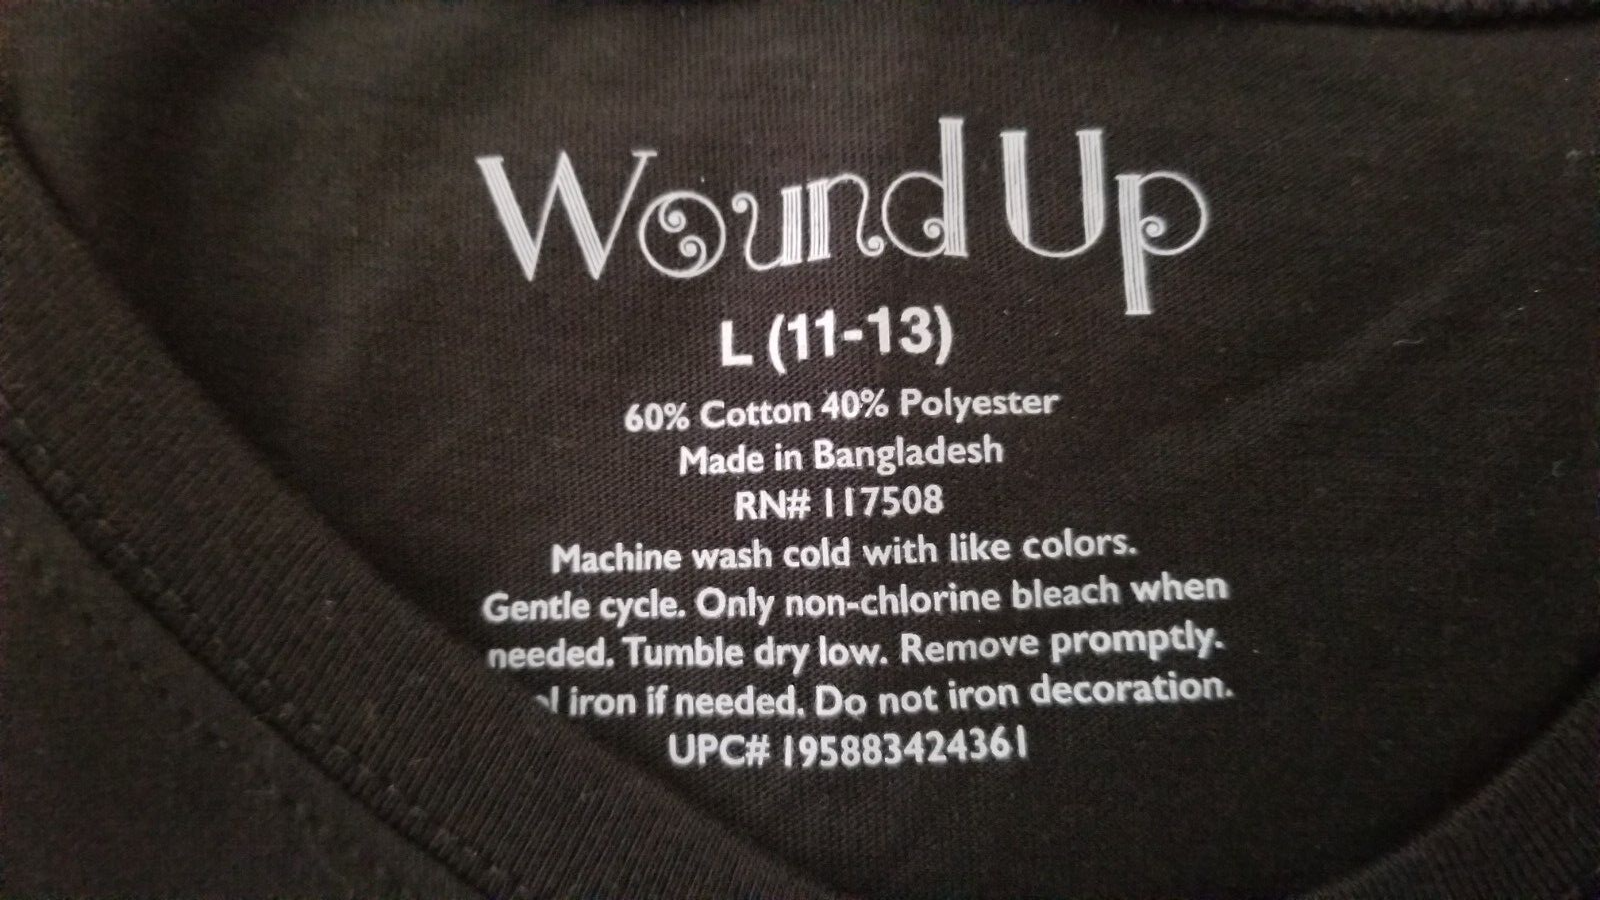 Wound Up
L (11-13)
60% Cotton 40% Polyester
Made in Bangladesh
RN# 117508
Machine wash cold with like colors.
Gentle cycle. Only non-chlorine bleach when
needed. Tumble dry low. Remove promptly.
iron if needed. Do not iron decoration.
UPC# 195883424361